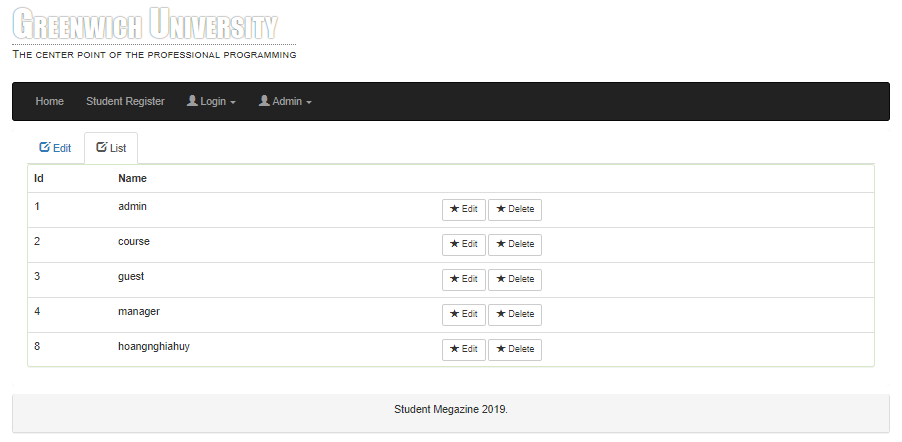 Greenwich University
The center point of the professional programming
Home Student Register Login Admin
Edit List
Id Name
1 admin Edit Delete
2 course Edit Delete
3 guest Edit Delete
4 manager Edit Delete
8 hoangnghiahuy Edit Delete
Student Megazine 2019.